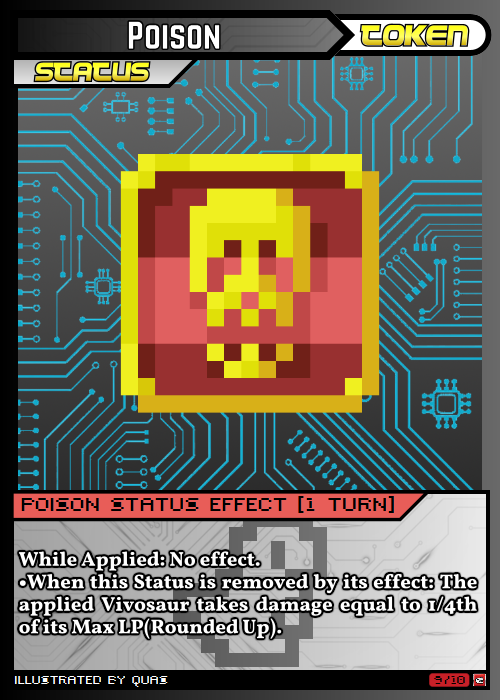 Poison
TOKEN
STATUS
POISON STATUS EFFECT [1 TURN]
While Applied: No effect.
•When this Status is removed by its effect: The
applied Vivosaur takes damage equal to 1/4th
of its Max LP(Rounded Up).
ILLUSTRATED BY QUAS
9/10